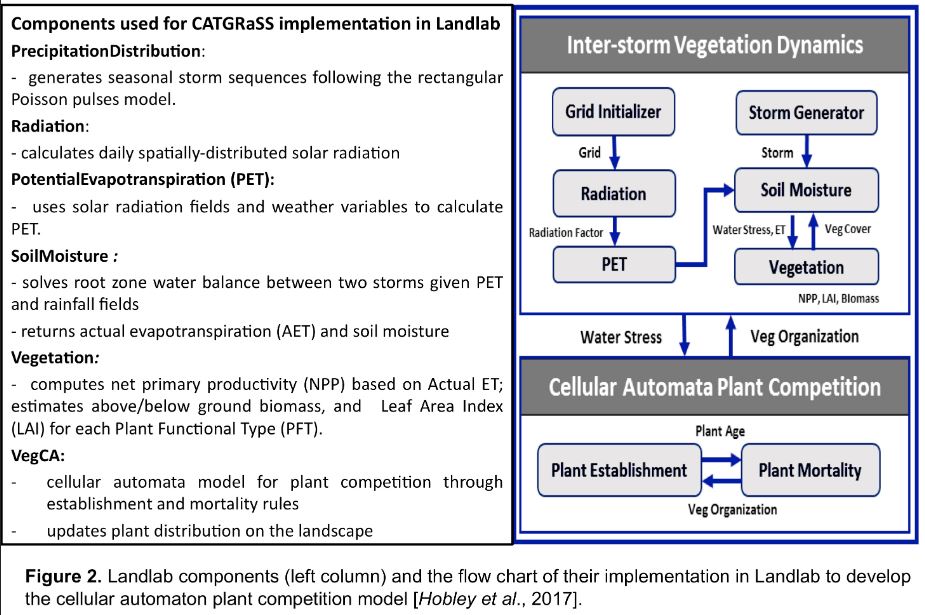 Components used for CATGRaSS implementation in Landlab
PrecipitationDistribution:
- generates seasonal storm sequences following the rectangular
Poisson pulses model.
Radiation:
- calculates daily spatially-distributed solar radiation
PotentialEvapotranspiration (PET):
- uses solar radiation fields and weather variables to calculate
PET.
SoilMoisture :
- solves root zone water balance between two storms given PET
and rainfall fields
- returns actual evapotranspiration (AET) and soil moisture
Vegetation:
- computes net primary productivity (NPP) based on Actual ET;
estimates above/below ground biomass, and Leaf Area Index
(LAI) for each Plant Functional Type (PFT).
VegCA:
- cellular automata model for plant competition through
establishment and mortality rules
- updates plant distribution on the landscape
Inter-storm Vegetation Dynamics
Grid Initializer
Storm Generator
Grid
Storm
Radiation
Soil Moisture
Radiation Factor
Water Stress, ET
Veg Cover
PET
Vegetation
NPP, LAI, Biomass
Water Stress
Veg Organization
Cellular Automata Plant Competition
Plant Age
Plant Establishment
Plant Mortality
Veg Organization
Figure 2. Landlab components (left column) and the flow chart of their implementation in Landlab to develop
the cellular automaton plant competition model [Hobley et al., 2017].